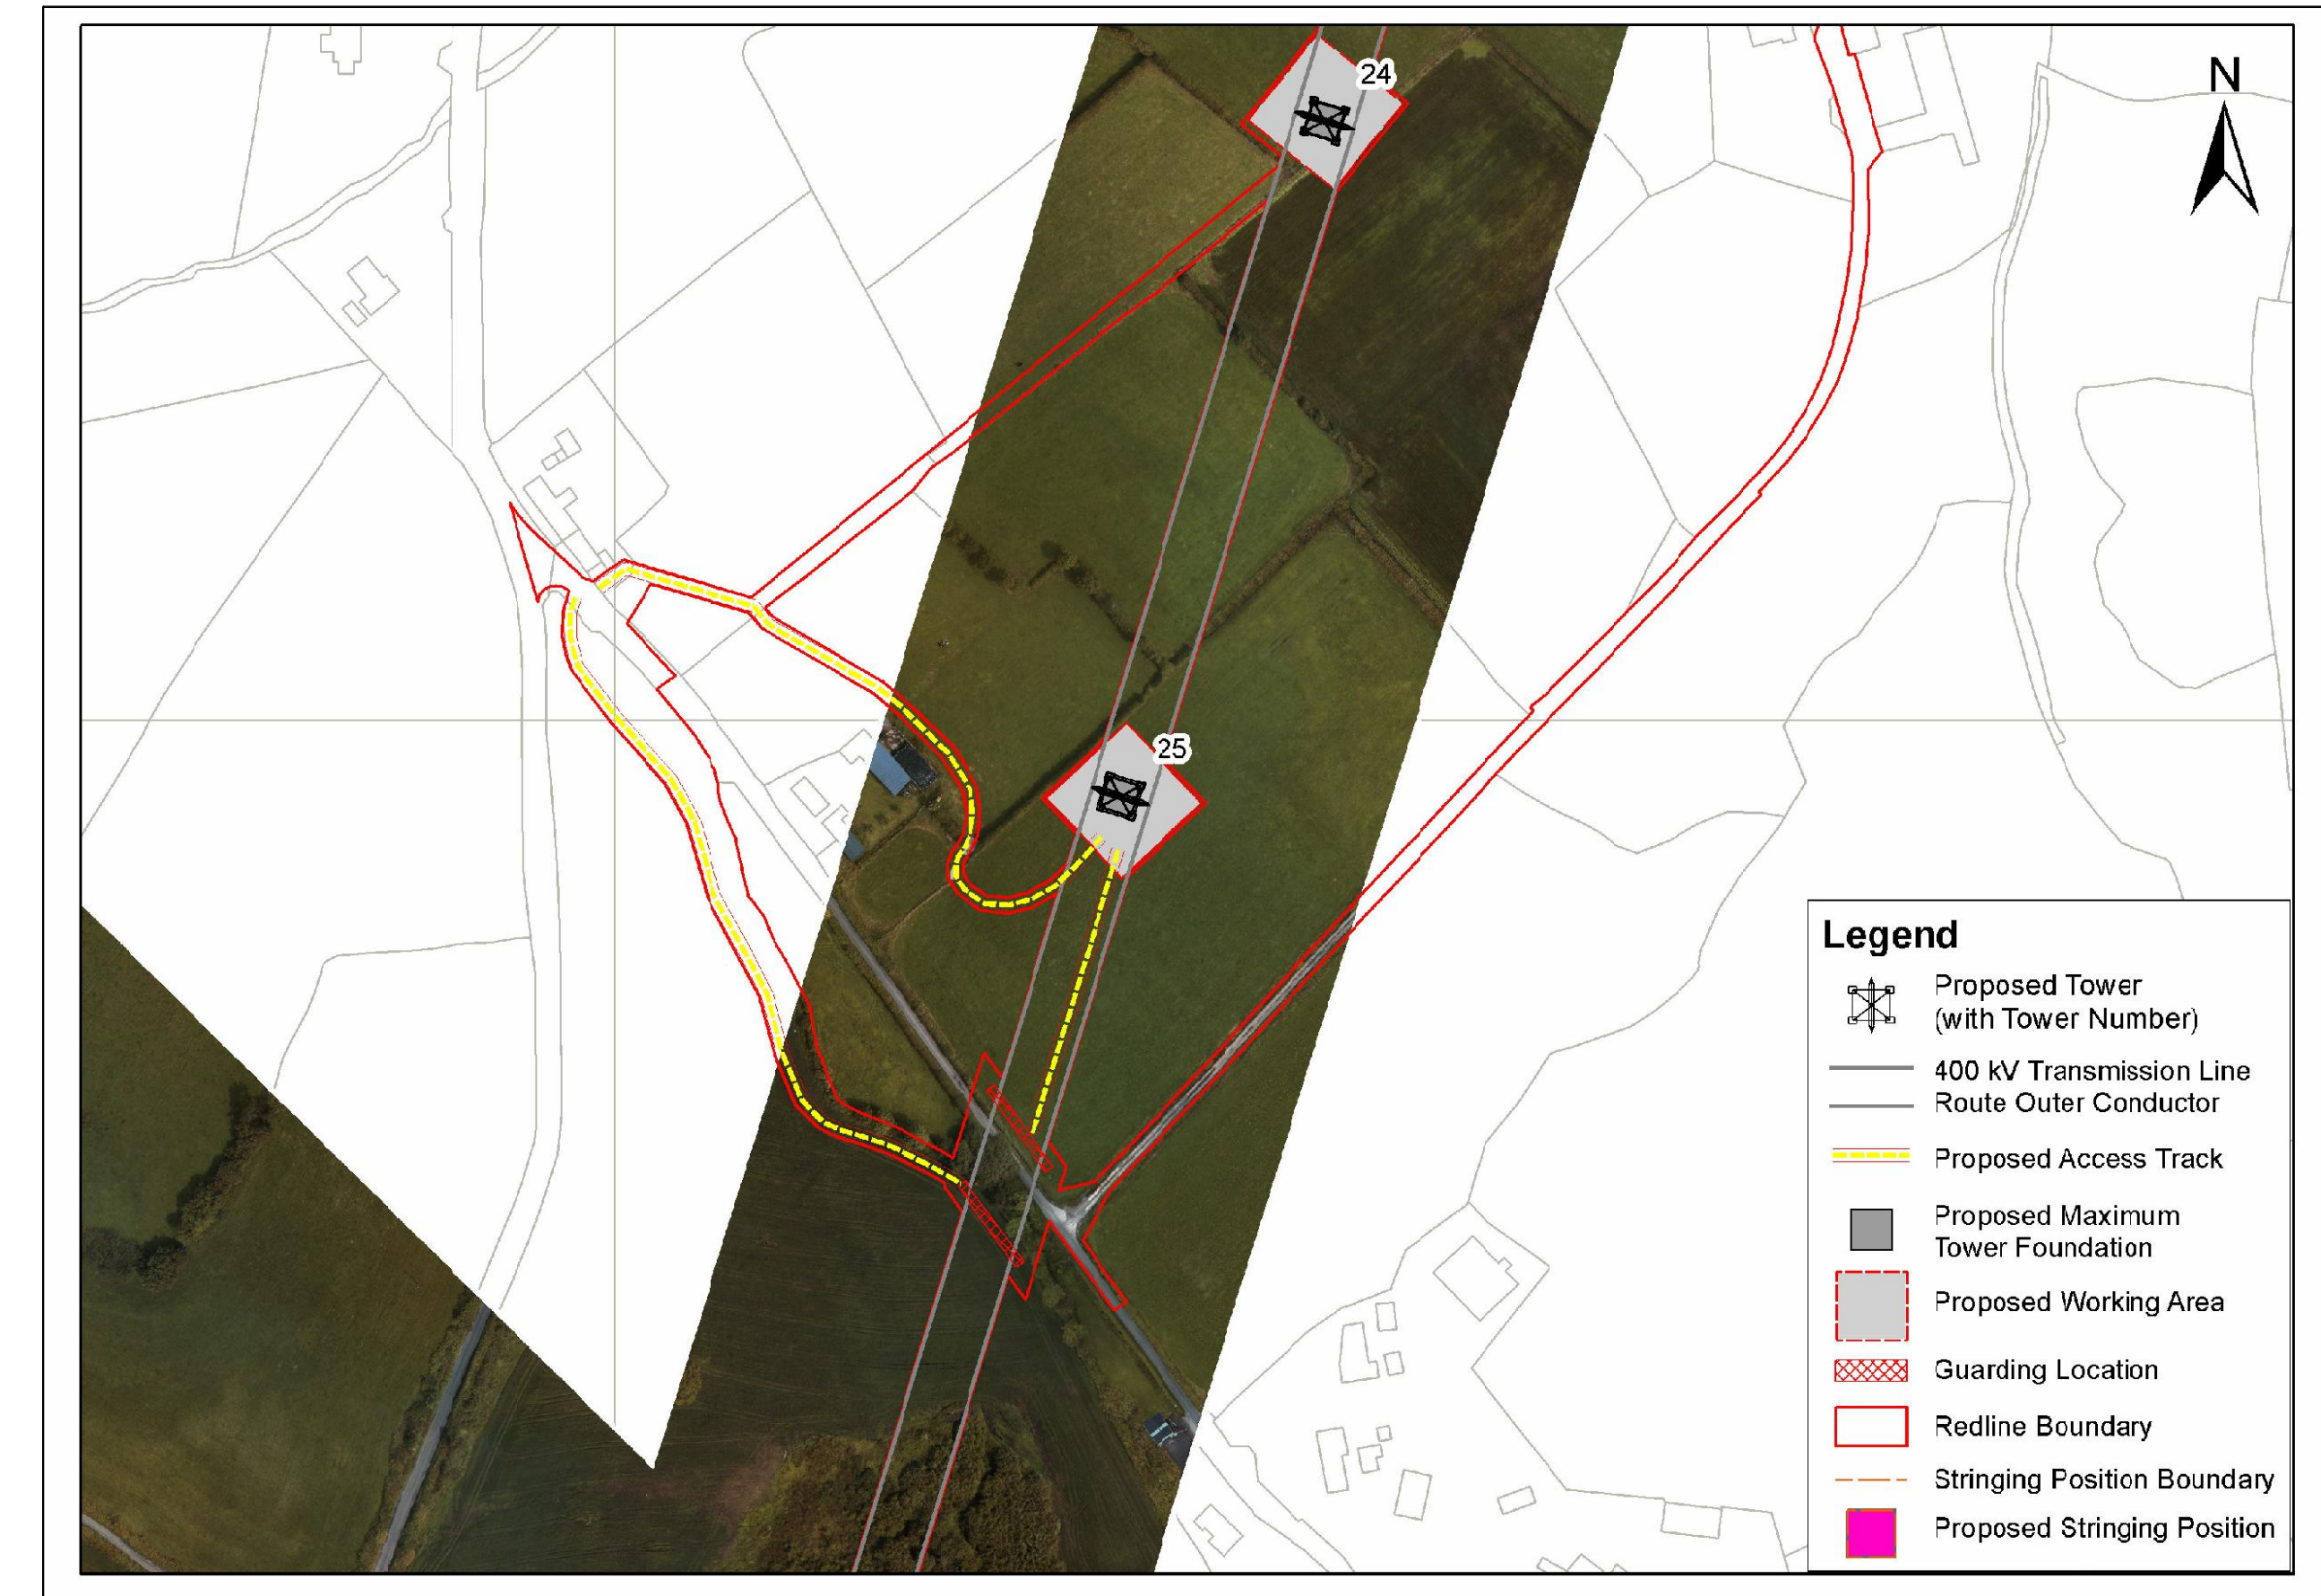 24
N
25
Legend
Proposed Tower
(with Tower Number)
400 kV Transmission Line
Route Outer Conductor
Proposed Access Track
Proposed Maximum
Tower Foundation
Proposed Working Area
Guarding Location
Redline Boundary
Stringing Position Boundary
Proposed Stringing Position